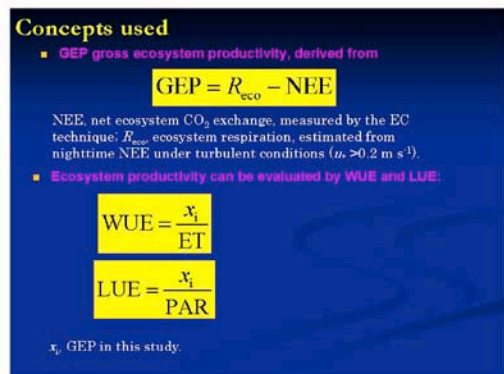 Concepts used
GEP gross ecosystem productivity, derived from
GEP = R_eco − NEE
NEE, net ecosystem CO₂ exchange, measured by the EC
technique; R_eco, ecosystem respiration, estimated from
nighttime NEE under turbulent conditions (u* >0.2 m s⁻¹).
Ecosystem productivity can be evaluated by WUE and LUE:
WUE = x_i / ET
LUE = x_i / PAR
x_i, GEP in this study.